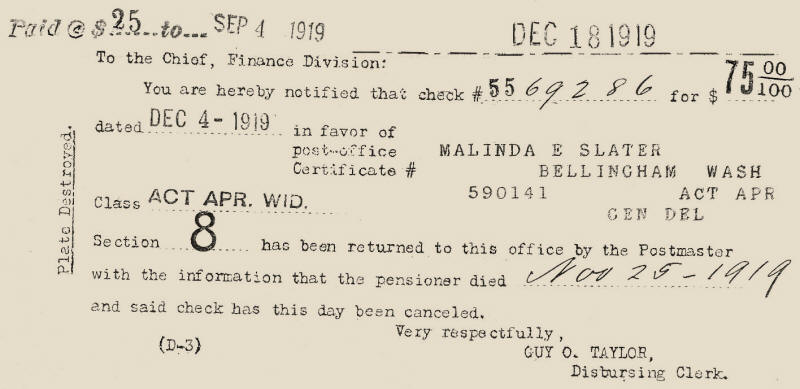 Paid @ $ 25 to SEP 4 1919
DEC 18 1919
To the Chief, Finance Division:
You are hereby notified that check # 5569286 for $ 75 00/100
dated DEC 4 - 1919 in favor of
post-office MALINDA E SLATER
Certificate # BELLINGHAM WASH
590141 ACT APR
Class ACT APR. WID. GEN DEL
Section 8 has been returned to this office by the Postmaster
with the information that the pensioner died Nov 25 - 1919
and said check has this day been canceled.
Very respectfully,
(D-3) GUY O. TAYLOR,
Disbursing Clerk.
Plate Destroyed.